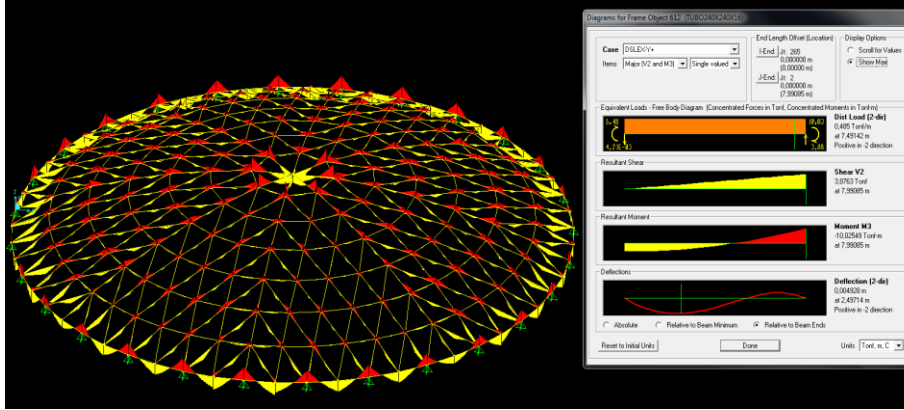 Diagrams for Frame Object 612 (TUBO240X240X16)
Case DSLEX-Y+
Items Major (V2 and M3) Single valued
End Length Offset (Location)
I-End: Jt: 265
0,000000 m
(0,00000 m)
J-End: Jt: 2
0,000000 m
(7,99085 m)
Display Options
Scroll for Values
Show Max
Equivalent Loads - Free Body Diagram (Concentrated Forces in Tonf, Concentrated Moments in Tonf-m)
Dist Load (2-dir)
0,485 Tonf/m
at 7,49142 m
Positive in -2 direction
3,88
Resultant Shear
Shear V2
3,8763 Tonf
at 7,99085 m
Resultant Moment
Moment M3
-10,02549 Tonf-m
at 7,99085 m
Deflections
Deflection (2-dir)
0,004928 m
at 2,49714 m
Positive in -2 direction
Absolute Relative to Beam Minimum Relative to Beam Ends
Reset to Initial Units Done Units Tonf, m, C